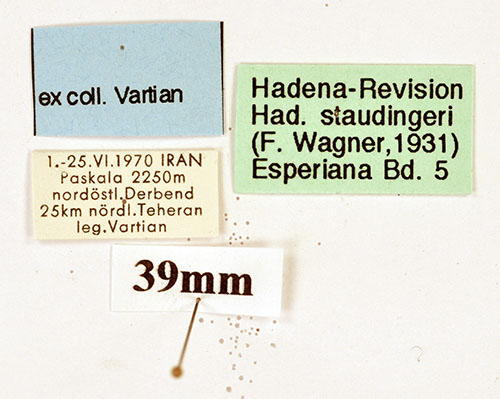 ex coll. Vartian
Hadena-Revision
Had. staudingeri
(F. Wagner,1931)
Esperiana Bd. 5
1.-25.VI.1970 IRAN
Paskala 2250m
nordöstl.Derbend
25km nördl.Teheran
leg.Vartian
39mm